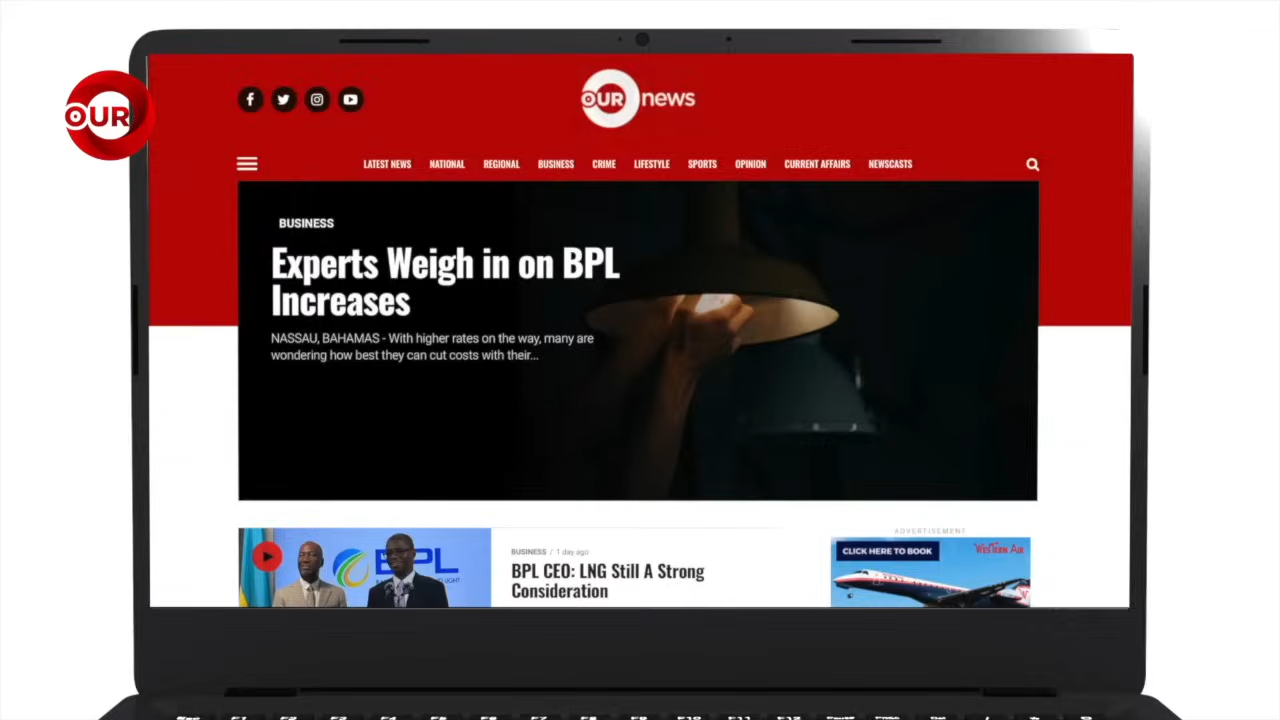 OUR
OUR news
LATEST NEWS NATIONAL REGIONAL BUSINESS CRIME LIFESTYLE SPORTS OPINION CURRENT AFFAIRS NEWSCASTS
BUSINESS
Experts Weigh in on BPL
Increases
NASSAU, BAHAMAS - With higher rates on the way, many are
wondering how best they can cut costs with their...
ADVERTISEMENT
BPL
BUSINESS / 1 day ago
BPL CEO: LNG Still A Strong
Consideration
CLICK HERE TO BOOK
WESTERN AIR